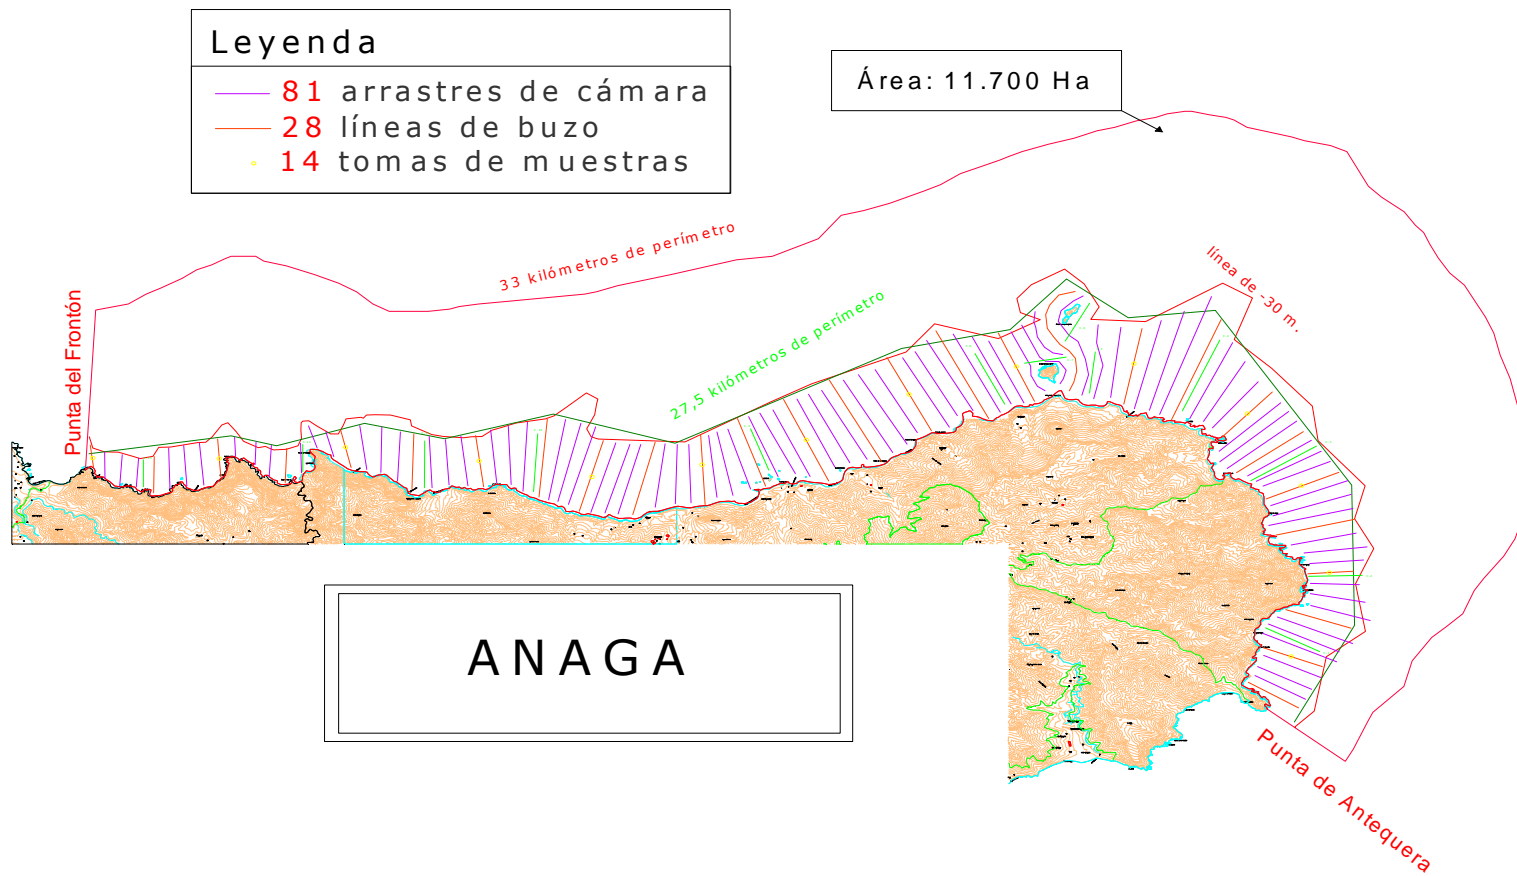 Leyenda
81 arrastres de cámara
28 líneas de buzo
14 tomas de muestras
Área: 11.700 Ha
33 kilómetros de perímetro
27,5 kilómetros de perímetro
línea de -30 m.
Punta del Frontón
ANAGA
Punta de Antequera